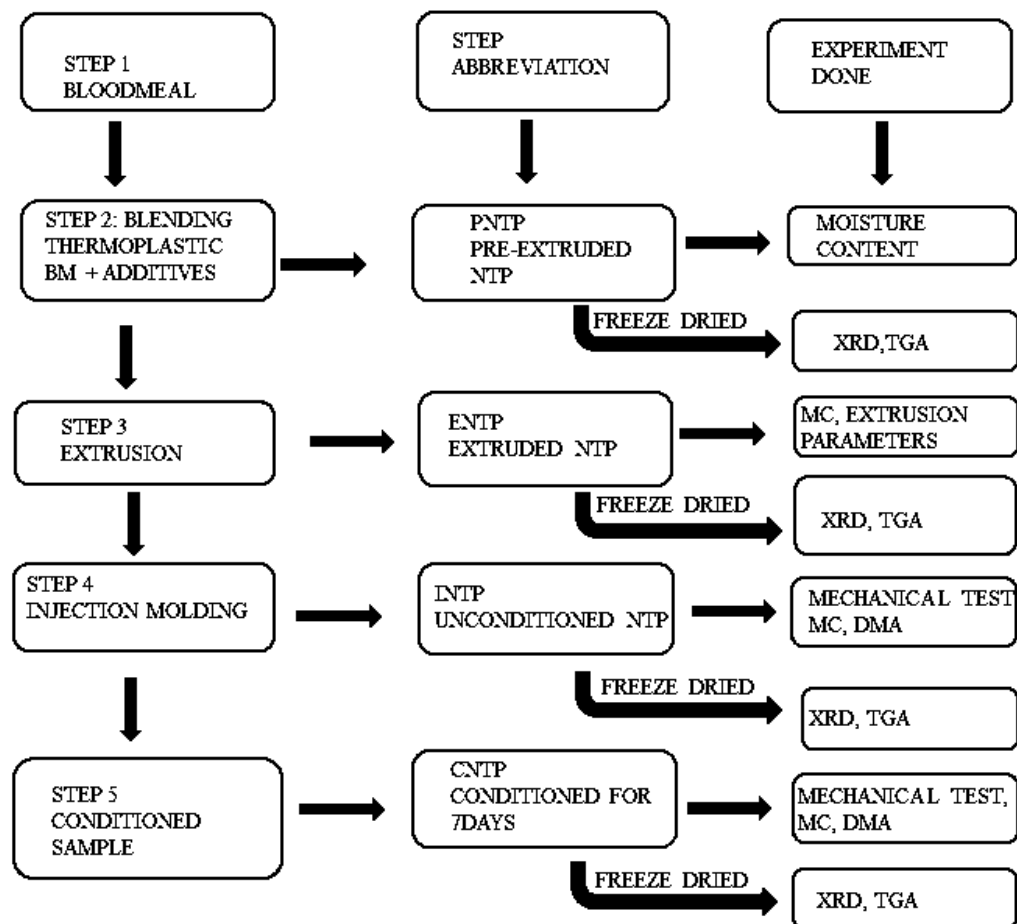 STEP 1
BLOODMEAL
STEP
ABBREVIATION
EXPERIMENT
DONE
STEP 2: BLENDING
THERMOPLASTIC
BM + ADDITIVES
PNTP
PRE-EXTRUDED
NTP
MOISTURE
CONTENT
FREEZE DRIED
XRD,TGA
STEP 3
EXTRUSION
ENTP
EXTRUDED NTP
MC, EXTRUSION
PARAMETERS
FREEZE DRIED
XRD, TGA
STEP 4
INJECTION MOLDING
INTP
UNCONDITIONED NTP
MECHANICAL TEST
MC, DMA
FREEZE DRIED
XRD, TGA
STEP 5
CONDITIONED
SAMPLE
CNTP
CONDITIONED FOR
7DAYS
MECHANICAL TEST,
MC, DMA
FREEZE DRIED
XRD, TGA